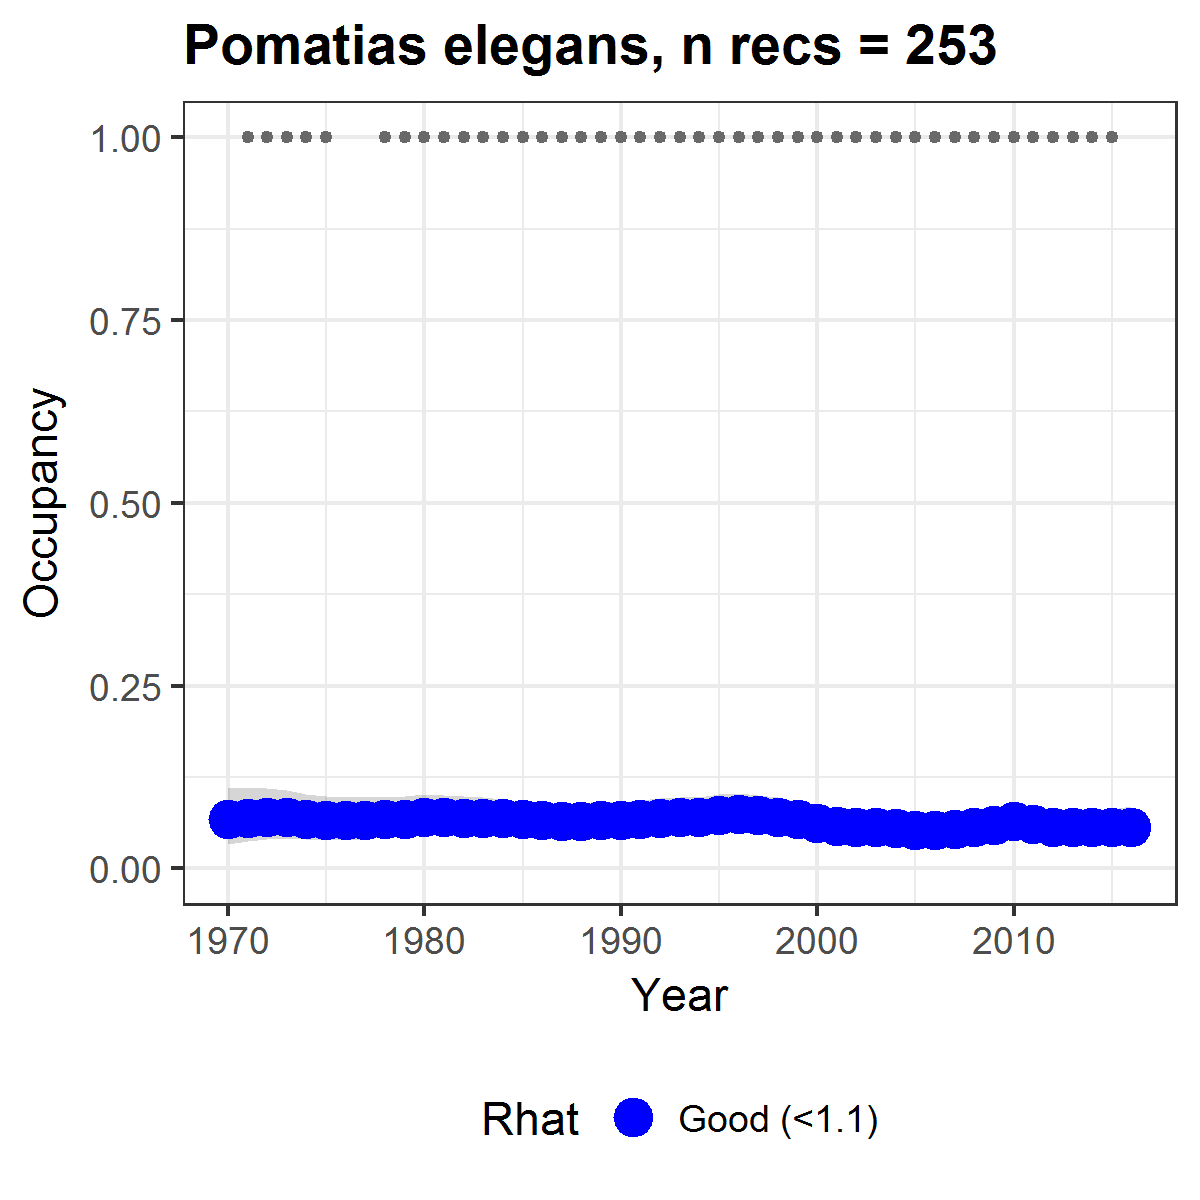 Pomatias elegans, n recs = 253
1.00
0.75
0.50
0.25
0.00
Occupancy
1970 1980 1990 2000 2010
Year
Rhat Good (<1.1)